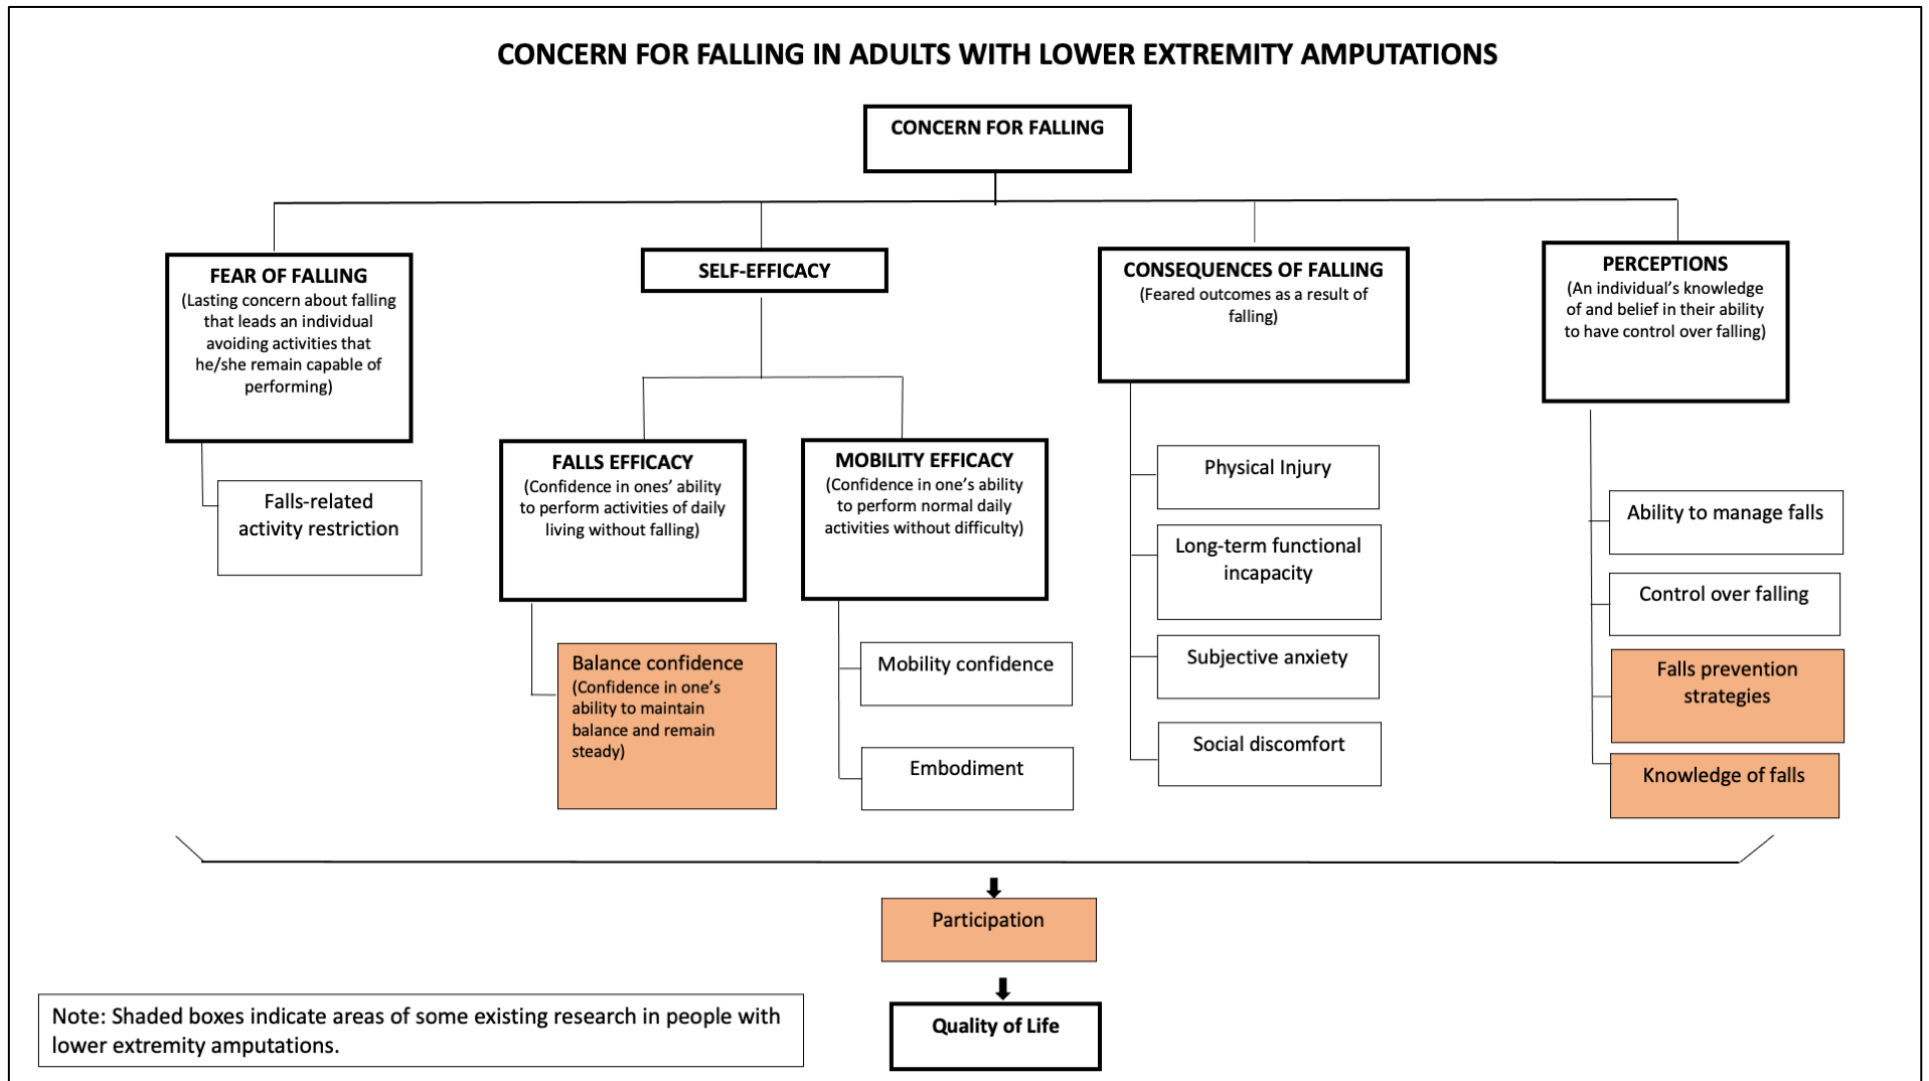 CONCERN FOR FALLING IN ADULTS WITH LOWER EXTREMITY AMPUTATIONS
CONCERN FOR FALLING
FEAR OF FALLING
(Lasting concern about falling
that leads an individual
avoiding activities that
he/she remain capable of
performing)
Falls-related
activity restriction
SELF-EFFICACY
FALLS EFFICACY
(Confidence in ones’ ability
to perform activities of daily
living without falling)
Balance confidence
(Confidence in one’s
ability to maintain
balance and remain
steady)
MOBILITY EFFICACY
(Confidence in one’s ability
to perform normal daily
activities without difficulty)
Mobility confidence
Embodiment
CONSEQUENCES OF FALLING
(Feared outcomes as a result of
falling)
Physical Injury
Long-term functional
incapacity
Subjective anxiety
Social discomfort
PERCEPTIONS
(An individual’s knowledge
of and belief in their ability
to have control over falling)
Ability to manage falls
Control over falling
Falls prevention
strategies
Knowledge of falls
Participation
Quality of Life
Note: Shaded boxes indicate areas of some existing research in people with
lower extremity amputations.